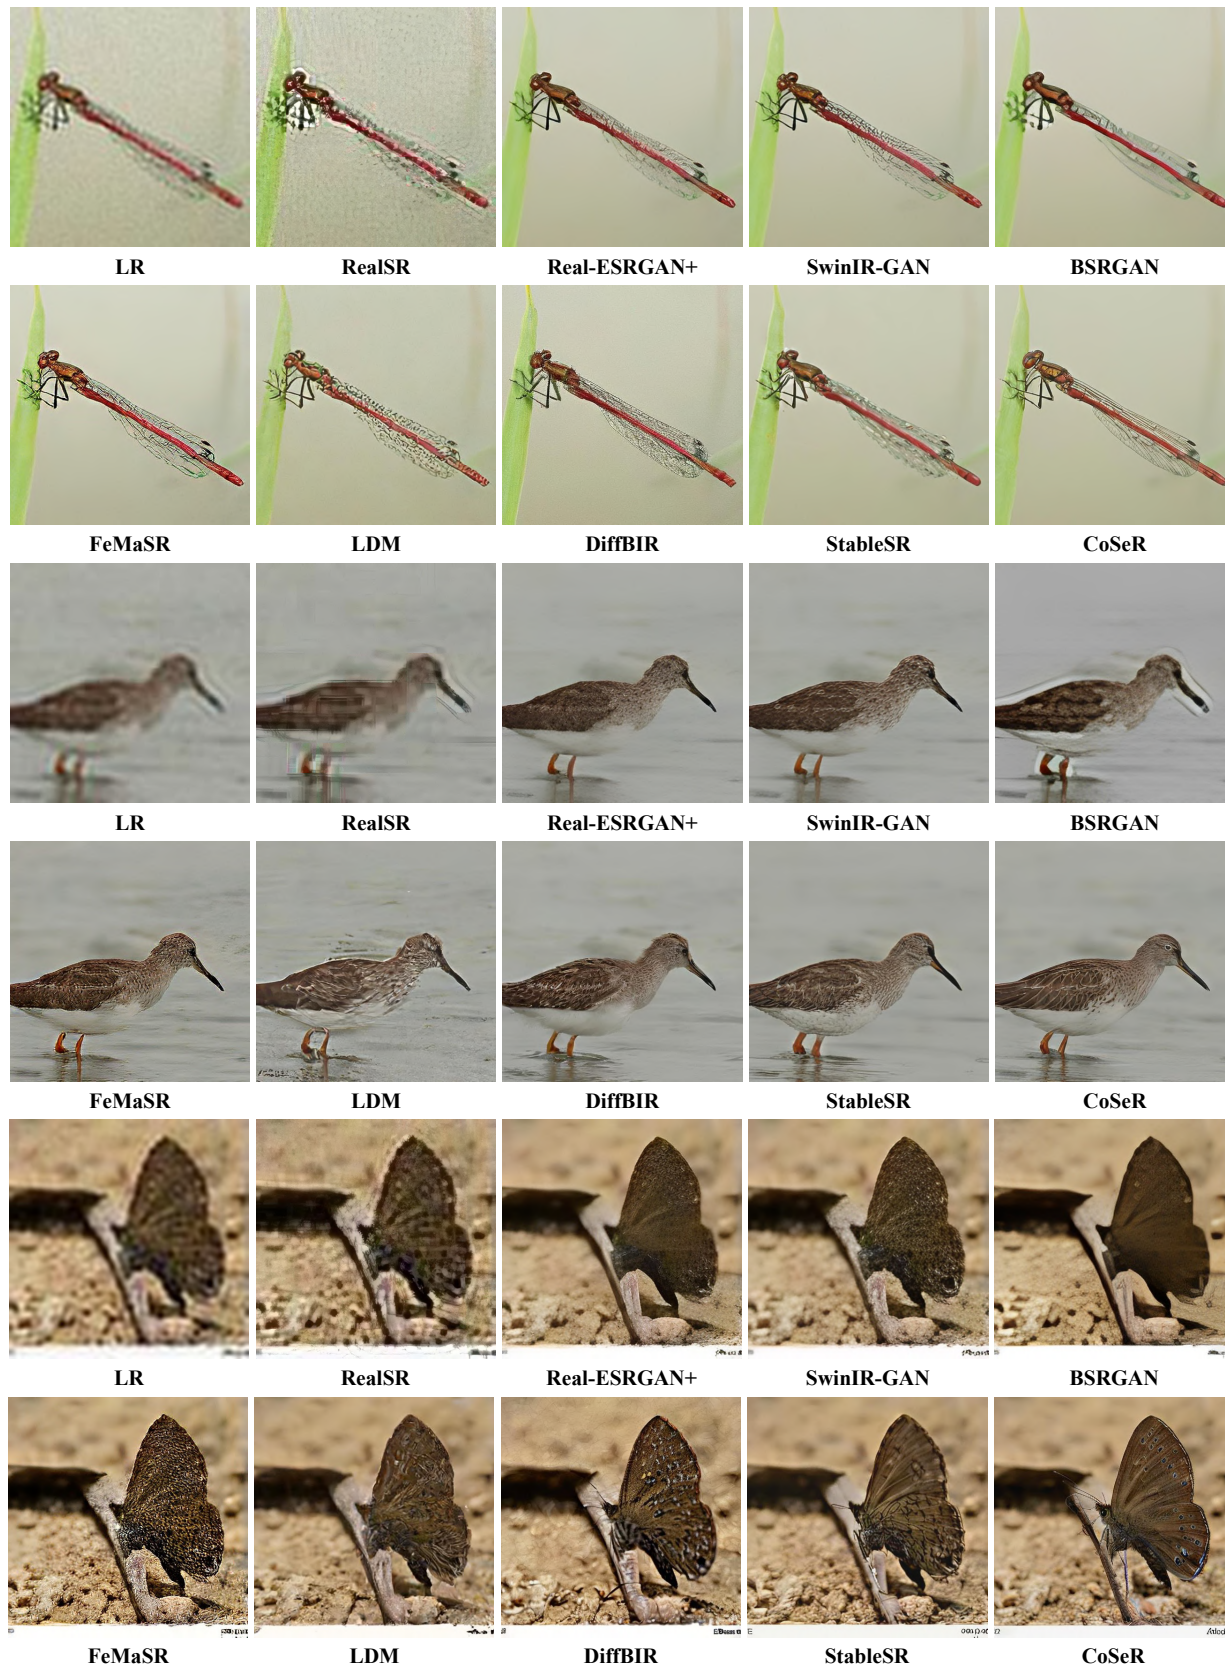 LR RealSR Real-ESRGAN+ SwinIR-GAN BSRGAN
FeMaSR LDM DiffBIR StableSR CoSeR
LR RealSR Real-ESRGAN+ SwinIR-GAN BSRGAN
FeMaSR LDM DiffBIR StableSR CoSeR
LR RealSR Real-ESRGAN+ SwinIR-GAN BSRGAN
FeMaSR LDM DiffBIR StableSR CoSeR